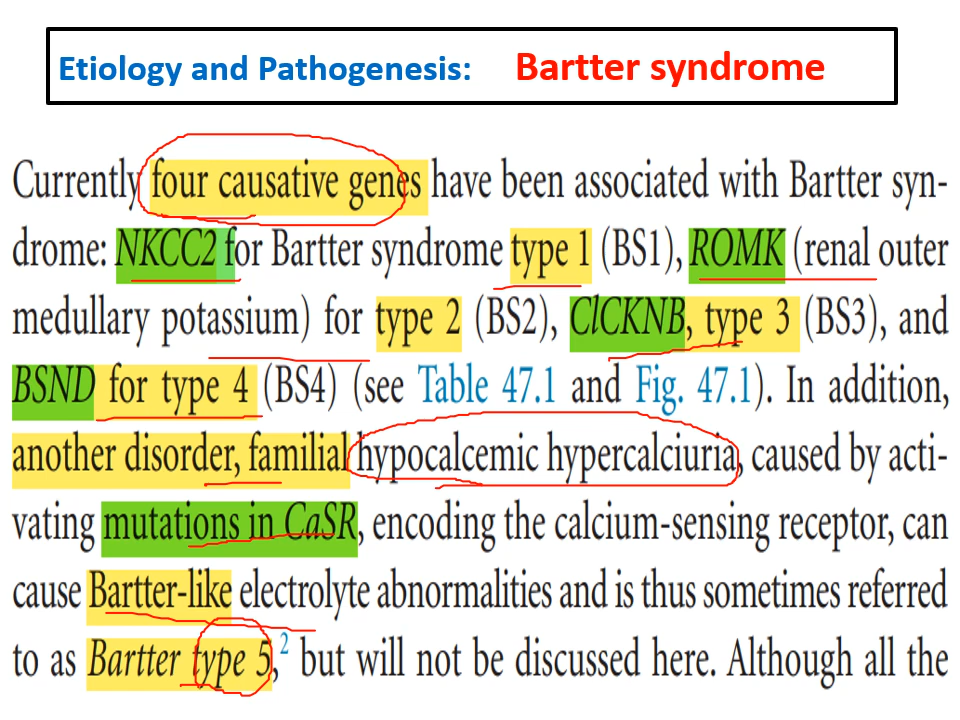 Etiology and Pathogenesis: Bartter syndrome
Currently four causative genes have been associated with Bartter syn-
drome: NKCC2 for Bartter syndrome type 1 (BS1), ROMK (renal outer
medullary potassium) for type 2 (BS2), ClCKNB, type 3 (BS3), and
BSND for type 4 (BS4) (see Table 47.1 and Fig. 47.1). In addition,
another disorder, familial hypocalcemic hypercalciuria, caused by acti-
vating mutations in CaSR, encoding the calcium-sensing receptor, can
cause Bartter-like electrolyte abnormalities and is thus sometimes referred
to as Bartter type 5,2 but will not be discussed here. Although all the